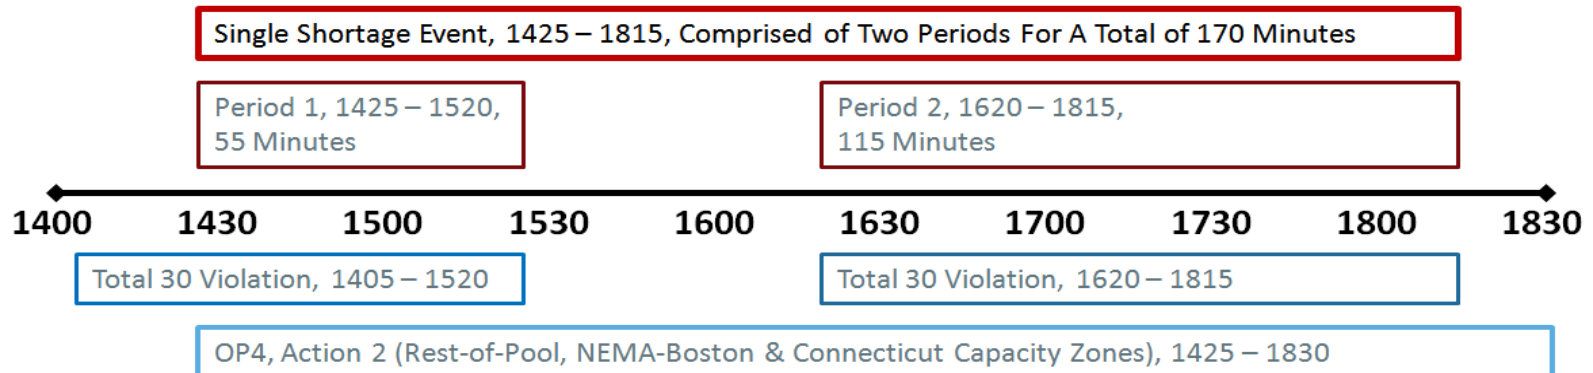 Single Shortage Event, 1425 – 1815, Comprised of Two Periods For A Total of 170 Minutes
Period 1, 1425 – 1520,
55 Minutes
Period 2, 1620 – 1815,
115 Minutes
1400 1430 1500 1530 1600 1630 1700 1730 1800 1830
Total 30 Violation, 1405 – 1520
Total 30 Violation, 1620 – 1815
OP4, Action 2 (Rest-of-Pool, NEMA-Boston & Connecticut Capacity Zones), 1425 – 1830